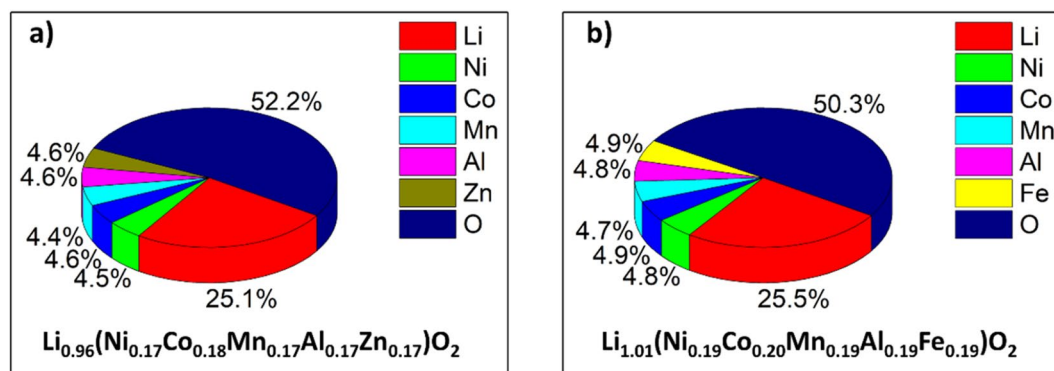 a)
Li
Ni
Co
Mn
Al
Zn
O
52.2%
4.6%
4.6%
4.4%
4.6%
4.5%
25.1%
Li₀.₉₆(Ni₀.₁₇Co₀.₁₈Mn₀.₁₇Al₀.₁₇Zn₀.₁₇)O₂
b)
Li
Ni
Co
Mn
Al
Fe
O
50.3%
4.9%
4.8%
4.7%
4.9%
4.8%
25.5%
Li₁.₀₁(Ni₀.₁₉Co₀.₂₀Mn₀.₁₉Al₀.₁₉Fe₀.₁₉)O₂